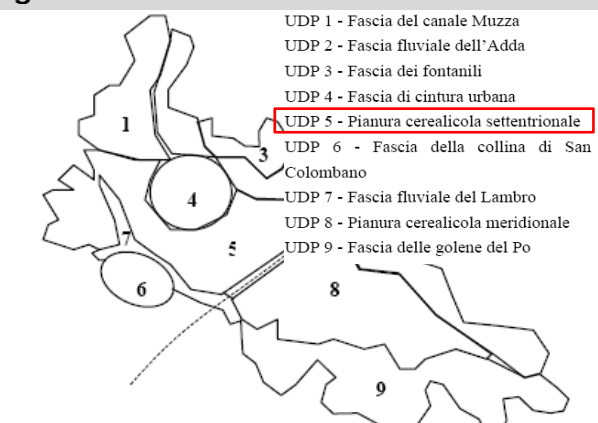 UDP 1 - Fascia del canale Muzza
UDP 2 - Fascia fluviale dell'Adda
UDP 3 - Fascia dei fontanili
UDP 4 - Fascia di cintura urbana
UDP 5 - Pianura cerealicola settentrionale
UDP 6 - Fascia della collina di San
Colombano
UDP 7 - Fascia fluviale del Lambro
UDP 8 - Pianura cerealicola meridionale
UDP 9 - Fascia delle golene del Po
1
3
4
7
5
6
8
9